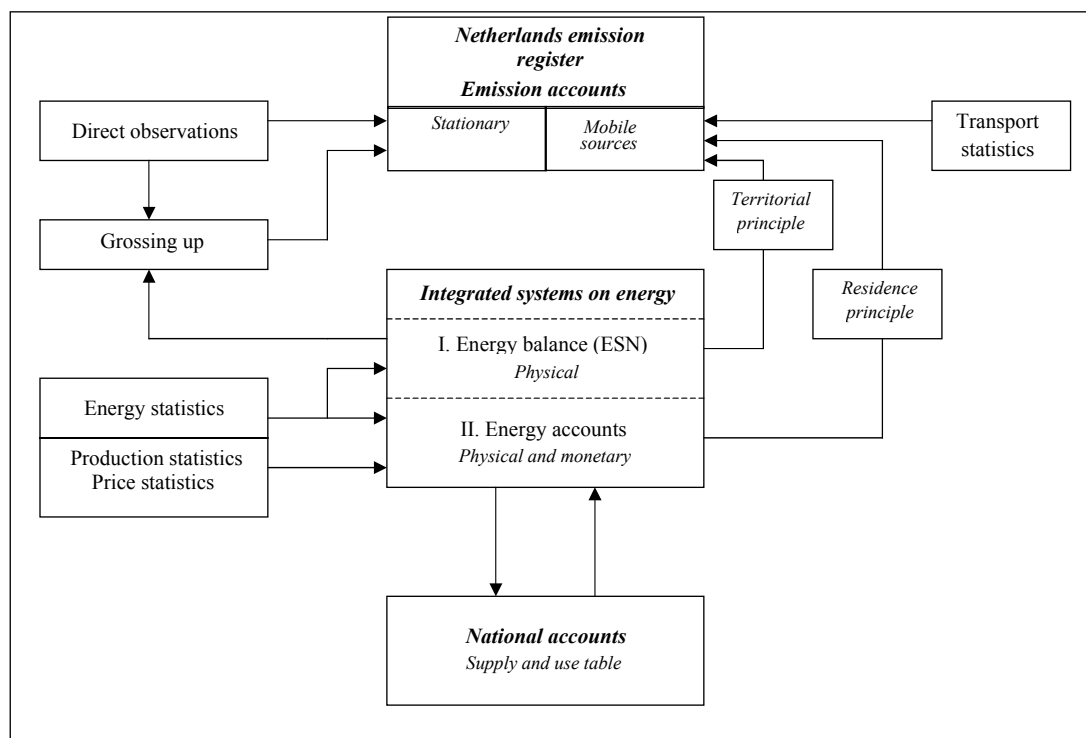 Netherlands emission
register
Emission accounts
Stationary
Mobile
sources
Direct observations
Transport
statistics
Grossing up
Territorial
principle
Residence
principle
Integrated systems on energy
I. Energy balance (ESN)
Physical
Energy statistics
Production statistics
Price statistics
II. Energy accounts
Physical and monetary
National accounts
Supply and use table